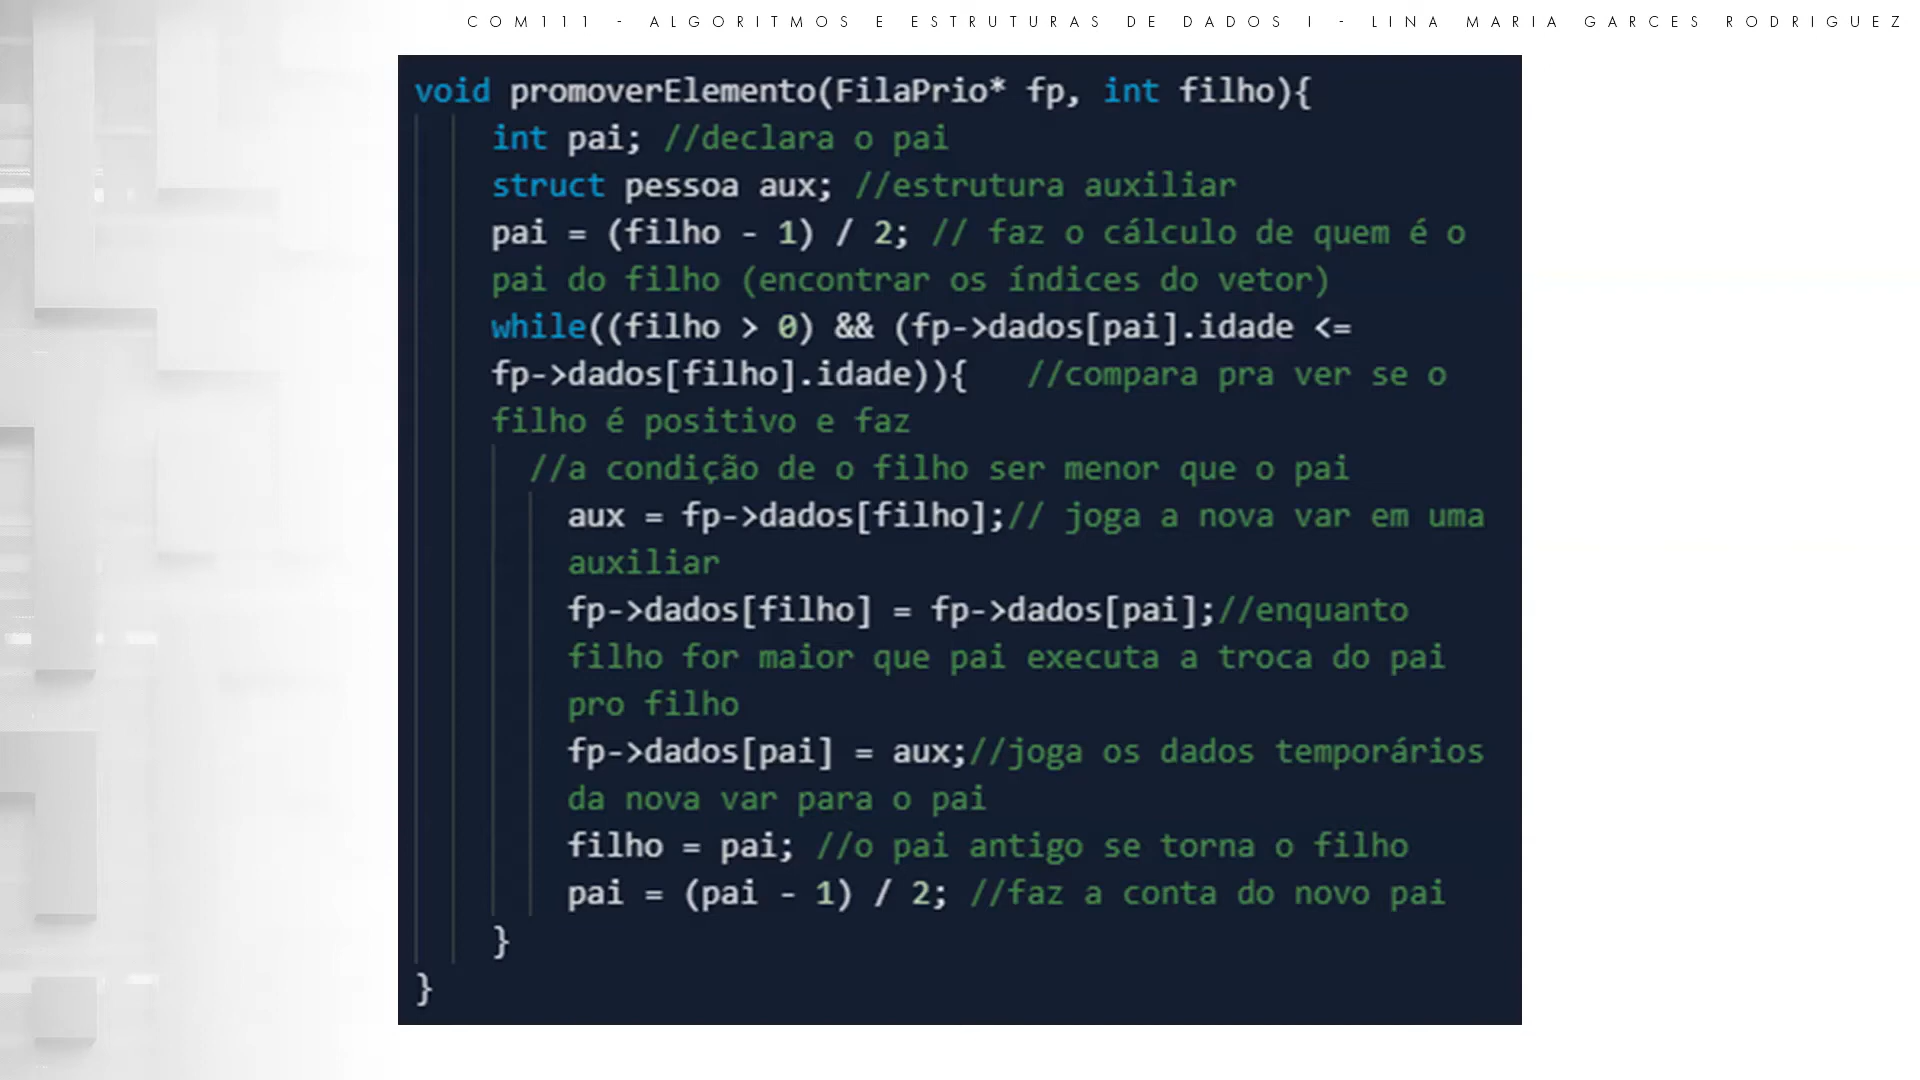 COM111 - ALGORITMOS E ESTRUTURAS DE DADOS I - LINA MARIA GARCES RODRIGUEZ
void promoverElemento(FilaPrio* fp, int filho){
int pai; //declara o pai
struct pessoa aux; //estrutura auxiliar
pai = (filho - 1) / 2; // faz o cálculo de quem é o
pai do filho (encontrar os índices do vetor)
while((filho > 0) && (fp->dados[pai].idade <=
fp->dados[filho].idade)){ //compara pra ver se o
filho é positivo e faz
//a condição de o filho ser menor que o pai
aux = fp->dados[filho];// joga a nova var em uma
auxiliar
fp->dados[filho] = fp->dados[pai];//enquanto
filho for maior que pai executa a troca do pai
pro filho
fp->dados[pai] = aux;//joga os dados temporários
da nova var para o pai
filho = pai; //o pai antigo se torna o filho
pai = (pai - 1) / 2; //faz a conta do novo pai
}
}